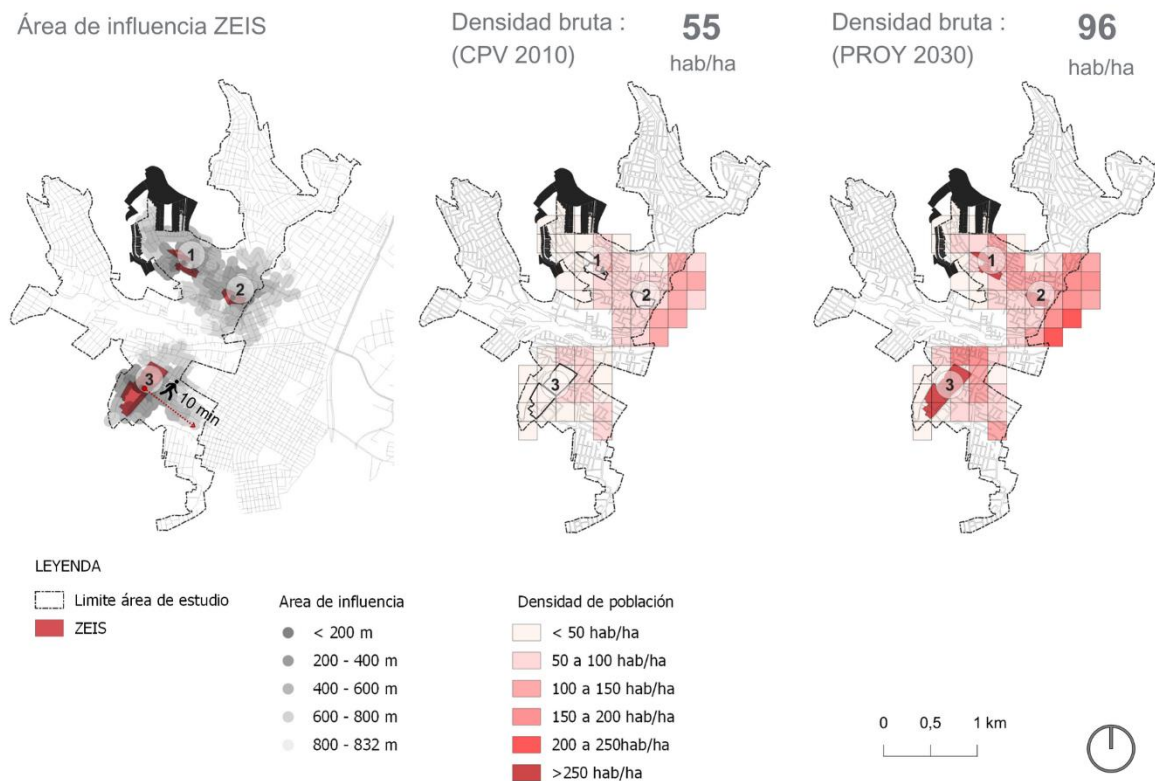 Área de influencia ZEIS
Densidad bruta :
(CPV 2010)
55
hab/ha
Densidad bruta :
(PROY 2030)
96
hab/ha
1
2
3
10 min
1
2
3
1
2
3
LEYENDA
Limite área de estudio
ZEIS
Area de influencia
< 200 m
200 - 400 m
400 - 600 m
600 - 800 m
800 - 832 m
Densidad de población
< 50 hab/ha
50 a 100 hab/ha
100 a 150 hab/ha
150 a 200 hab/ha
200 a 250hab/ha
>250 hab/ha
0 0,5 1 km